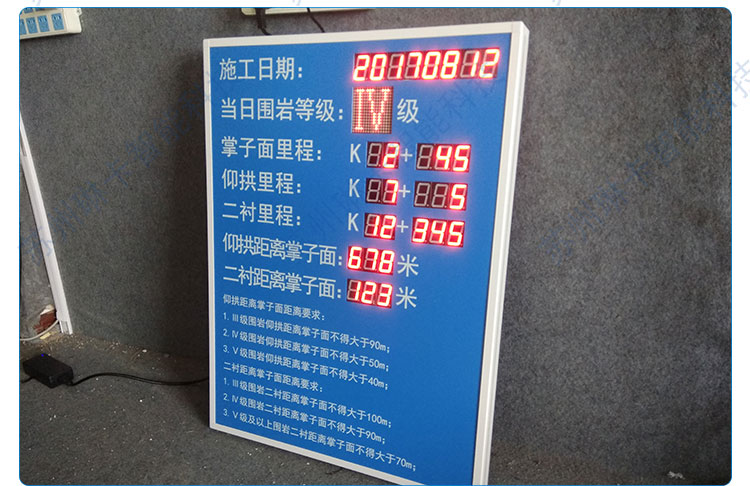 施工日期： 20170812
当日围岩等级：IV级
掌子面里程： K 2+ 45
仰拱里程： K 1+ 5
二衬里程： K 12+345
仰拱距离掌子面：678米
二衬距离掌子面：123米
仰拱距离掌子面距离要求：
1. III级围岩仰拱距离掌子面不得大于90m；
2. IV级围岩仰拱距离掌子面不得大于50m；
3. V级围岩仰拱距离掌子面不得大于40m；
二衬距离掌子面距离要求：
1. III级围岩二衬距离掌子面不得大于100m；
2. IV级围岩二衬距离掌子面不得大于90m；
3. V级及以上围岩二衬距离掌子面不得大于70m；